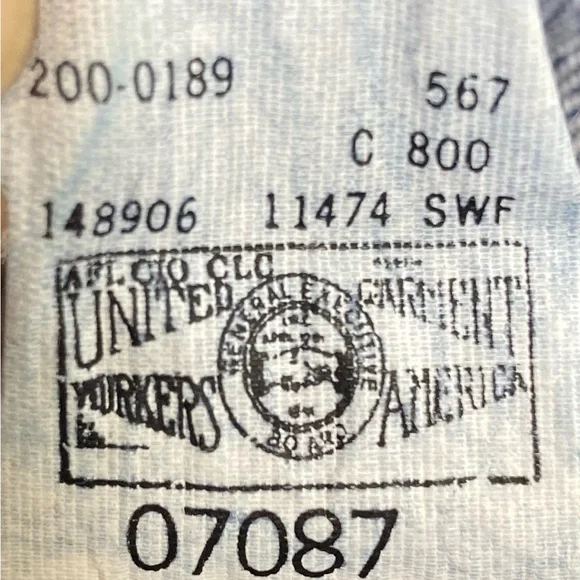 200-0189 567
C 800
148906 11474 SWF
AFL CIO CLC
UNITED GARMENT
WORKERS AMERICA
GENERAL EXECUTIVE
BOARD
07087